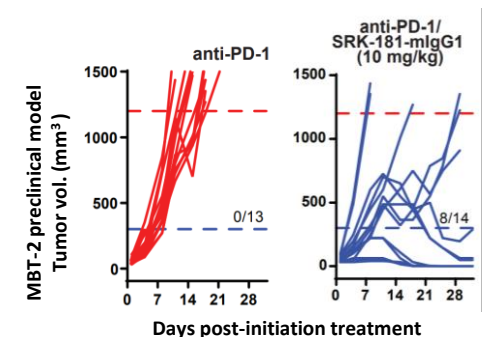 anti-PD-1
anti-PD-1/
SRK-181-mIgG1
(10 mg/kg)
MBT-2 preclinical model
Tumor vol. (mm³)
1500
1000
500
0
0/13
0 7 14 21 28
1500
1000
500
0
8/14
0 7 14 21 28
Days post-initiation treatment